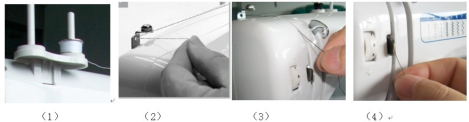 （1） （2） （3） （4）